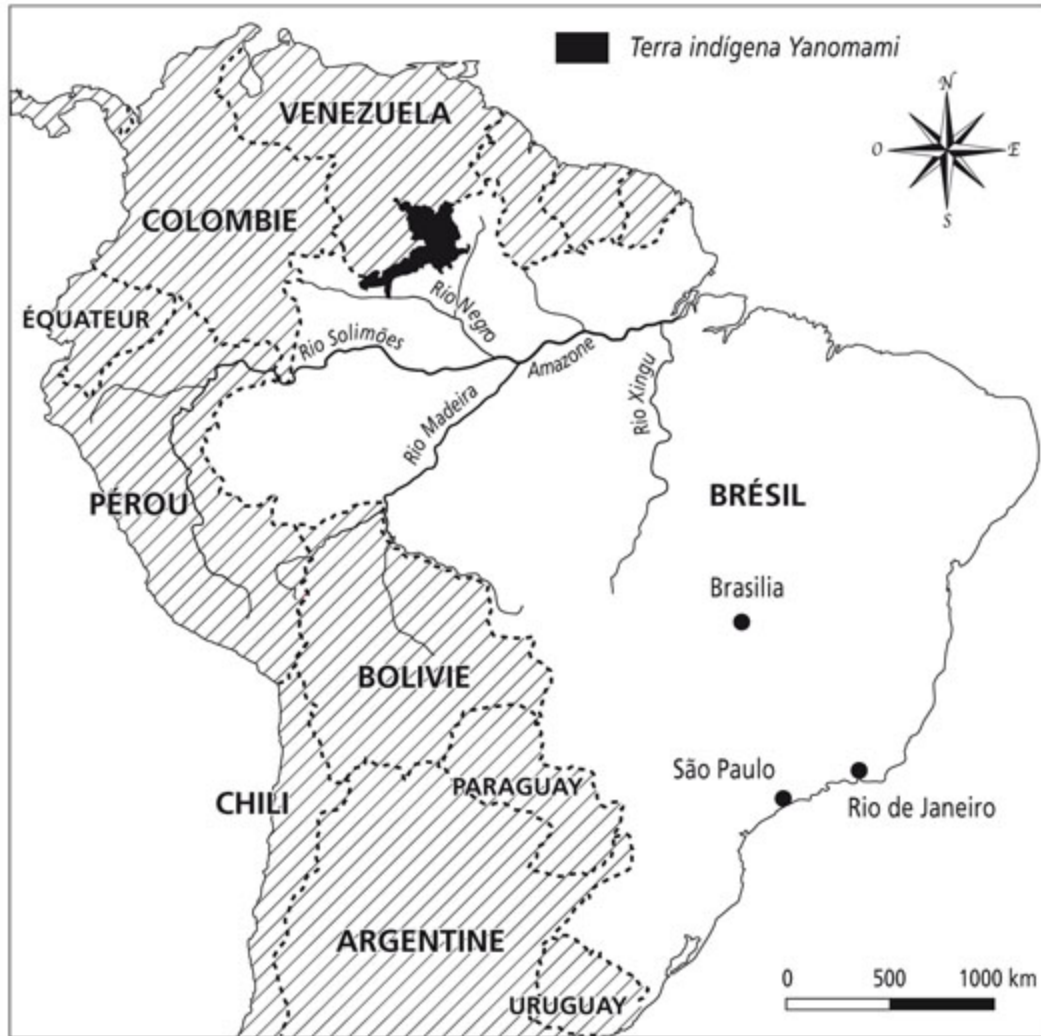 Terra indígena Yanomami
N
O
E
S
VENEZUELA
COLOMBIE
ÉQUATEUR
Rio Negro
Rio Solimões
Amazone
Rio Madeira
Rio Xingu
PÉROU
BRÉSIL
Brasilia
BOLIVIE
São Paulo
PARAGUAY
CHILI
Rio de Janeiro
ARGENTINE
0 500 1000 km
URUGUAY